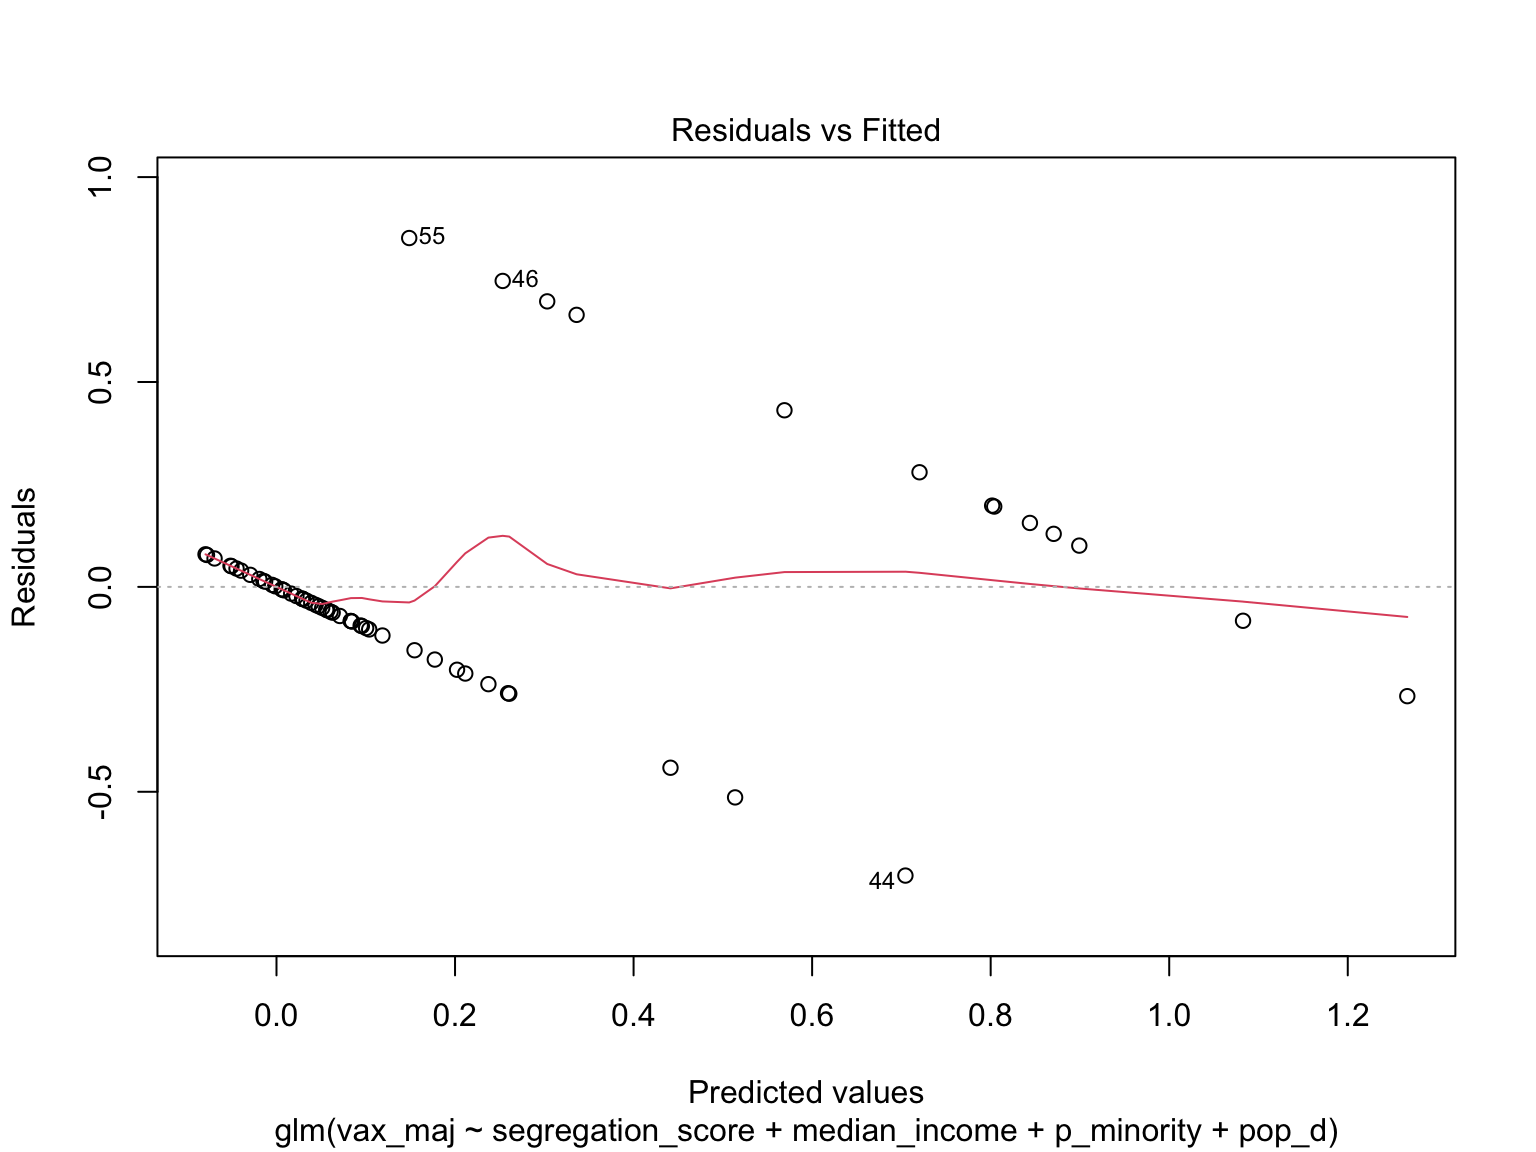 Residuals vs Fitted
1.0
0.5
0.0
-0.5
Residuals
55
46
44
0.0 0.2 0.4 0.6 0.8 1.0 1.2
Predicted values
glm(vax_maj ~ segregation_score + median_income + p_minority + pop_d)